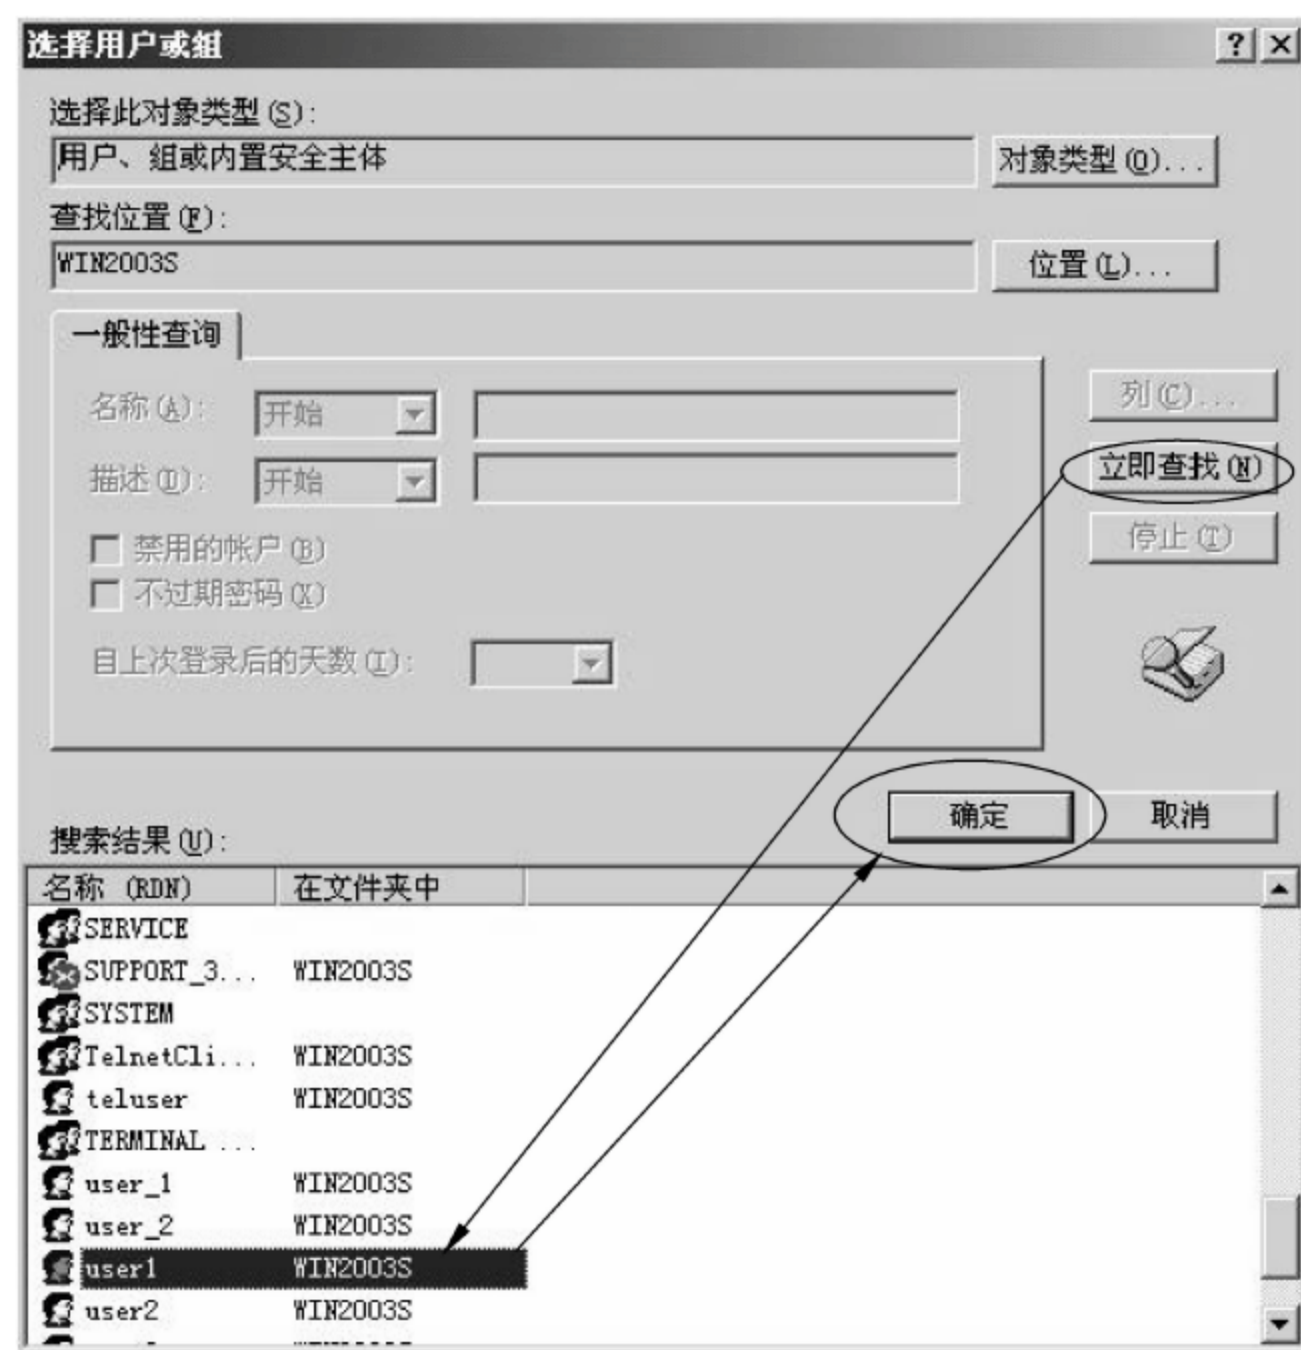 选择用户或组
选择此对象类型(S):
用户、组或内置安全主体
对象类型(O)...
查找位置(F):
WIN2003S
位置(L)...
一般性查询
名称(A): 开始
列(C)...
描述(D): 开始
立即查找(N)
禁用的帐户(B)
停止(T)
不过期密码(X)
自上次登录后的天数(I):
确定 取消
搜索结果(U):
名称 (RDN) 在文件夹中
SERVICE
SUPPORT_3... WIN2003S
SYSTEM
TelnetCli... WIN2003S
teluser WIN2003S
TERMINAL ...
user_1 WIN2003S
user_2 WIN2003S
user1 WIN2003S
user2 WIN2003S